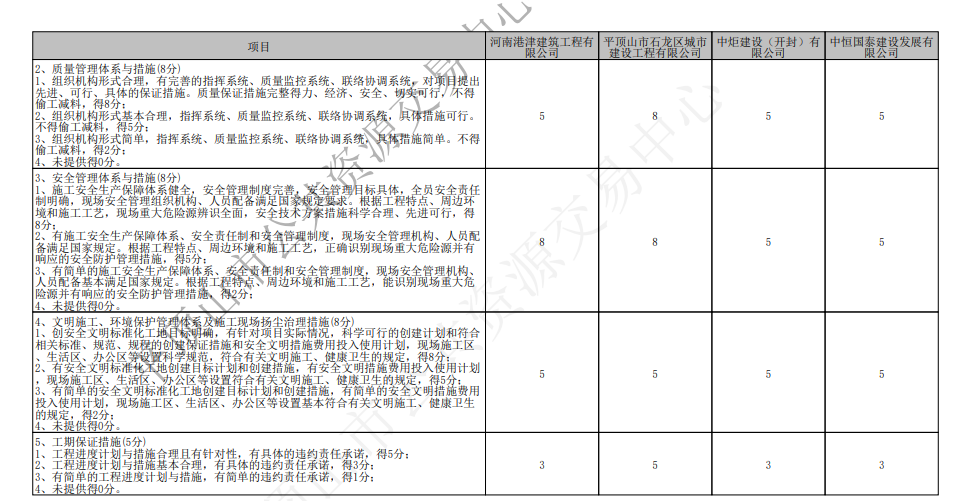 项目
河南港津建筑工程有限公司
平顶山市石龙区城市建设工程有限公司
中炬建设（开封）有限公司
中恒国泰建设发展有限公司
2、质量管理体系与措施(8分)
1、组织机构形式合理，有完善的指挥系统、质量监控系统、联络协调系统，对项目提出
先进、可行、具体的保证措施。质量保证措施完整得力、经济、安全、切实可行，不得
偷工减料，得8分；
2、组织机构形式基本合理，指挥系统、质量监控系统、联络协调系统，具体措施可行。
不得偷工减料，得5分；
3、组织机构形式简单，指挥系统、质量监控系统、联络协调系统，具体措施简单。不得
偷工减料，得2分；
4、未提供得0分。
5
8
5
5
3、安全管理体系与措施(8分)
1、施工安全生产保障体系健全，安全管理制度完善，安全管理目标具体，全员安全责任
制明确，现场安全管理组织机构、人员配备满足国家规定要求。根据工程特点、周边环
境和施工工艺，现场重大危险源辨识全面，安全技术方案措施科学合理、先进可行，得
8分；
2、有施工安全生产保障体系、安全责任制和安全管理制度，现场安全管理机构、人员配
备满足国家规定。根据工程特点、周边环境和施工工艺，正确识别现场重大危险源并有
响应的安全防护管理措施，得5分；
3、有简单的施工安全生产保障体系、安全责任制和安全管理制度，现场安全管理机构、
人员配备基本满足国家规定。根据工程特点、周边环境和施工工艺，能识别现场重大危
险源并有响应的安全防护管理措施，得2分；
4、未提供得0分。
8
8
5
5
4、文明施工、环境保护管理体系及施工现场扬尘治理措施(8分)
1、创安全文明标准化工地目标明确，有针对项目实际情况，科学可行的创建计划和符合
相关标准、规范、规程的创建保证措施和安全文明措施费用投入使用计划，现场施工区
、生活区、办公区等设置科学规范，符合有关文明施工、健康卫生的规定，得8分；
2、有安全文明标准化工地创建目标计划和创建措施，有安全文明措施费用投入使用计划
，现场施工区、生活区、办公区等设置符合有关文明施工、健康卫生的规定，得5分；
3、有简单的安全文明标准化工地创建目标计划和创建措施，有简单的安全文明措施费用
投入使用计划，现场施工区、生活区、办公区等设置基本符合有关文明施工、健康卫生
的规定，得2分；
4、未提供得0分。
5
5
5
5
5、工期保证措施(5分)
1、工程进度计划与措施合理且有针对性，有具体的违约责任承诺，得5分；
2、工程进度计划与措施基本合理，有具体的违约责任承诺，得3分；
3、有简单的工程进度计划与措施，有简单的违约责任承诺，得1分；
4、未提供得0分。
3
5
3
3
平顶山市公共资源交易中心